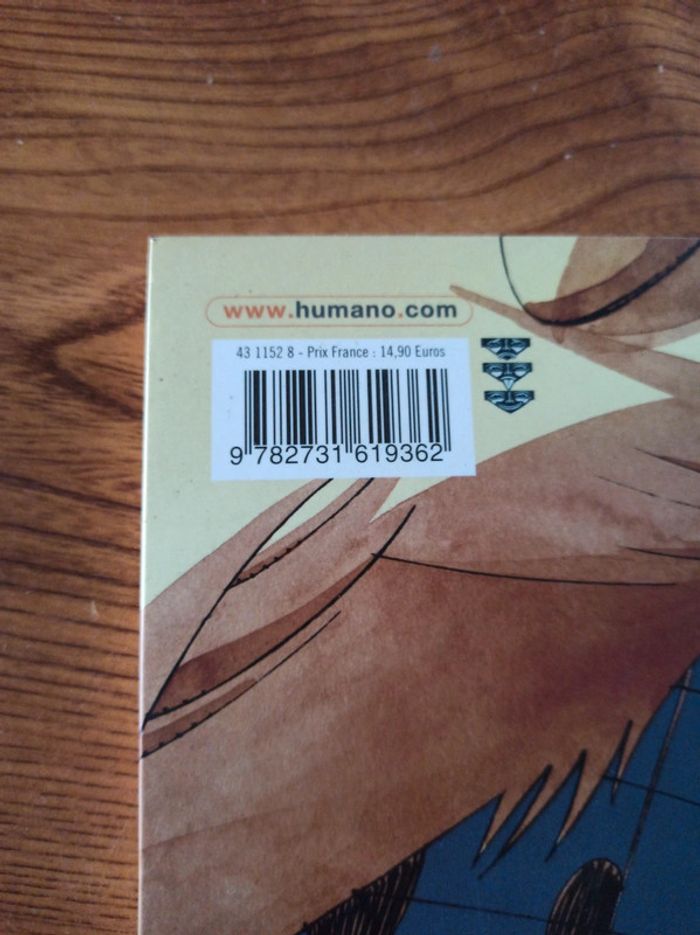 www.humano.com
43 1152 8 - Prix France : 14,90 Euros
9 782731 619362